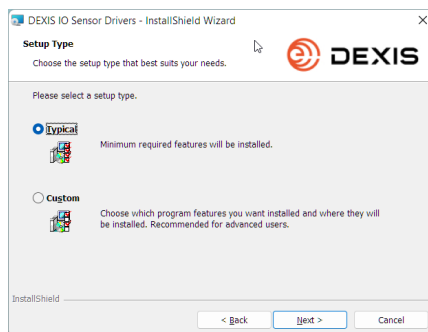 DEXIS IO Sensor Drivers - InstallShield Wizard
Setup Type
Choose the setup type that best suits your needs.
DEXIS
Please select a setup type.
Typical
Minimum required features will be installed.
Custom
Choose which program features you want installed and where they will
be installed. Recommended for advanced users.
InstallShield
< Back
Next >
Cancel